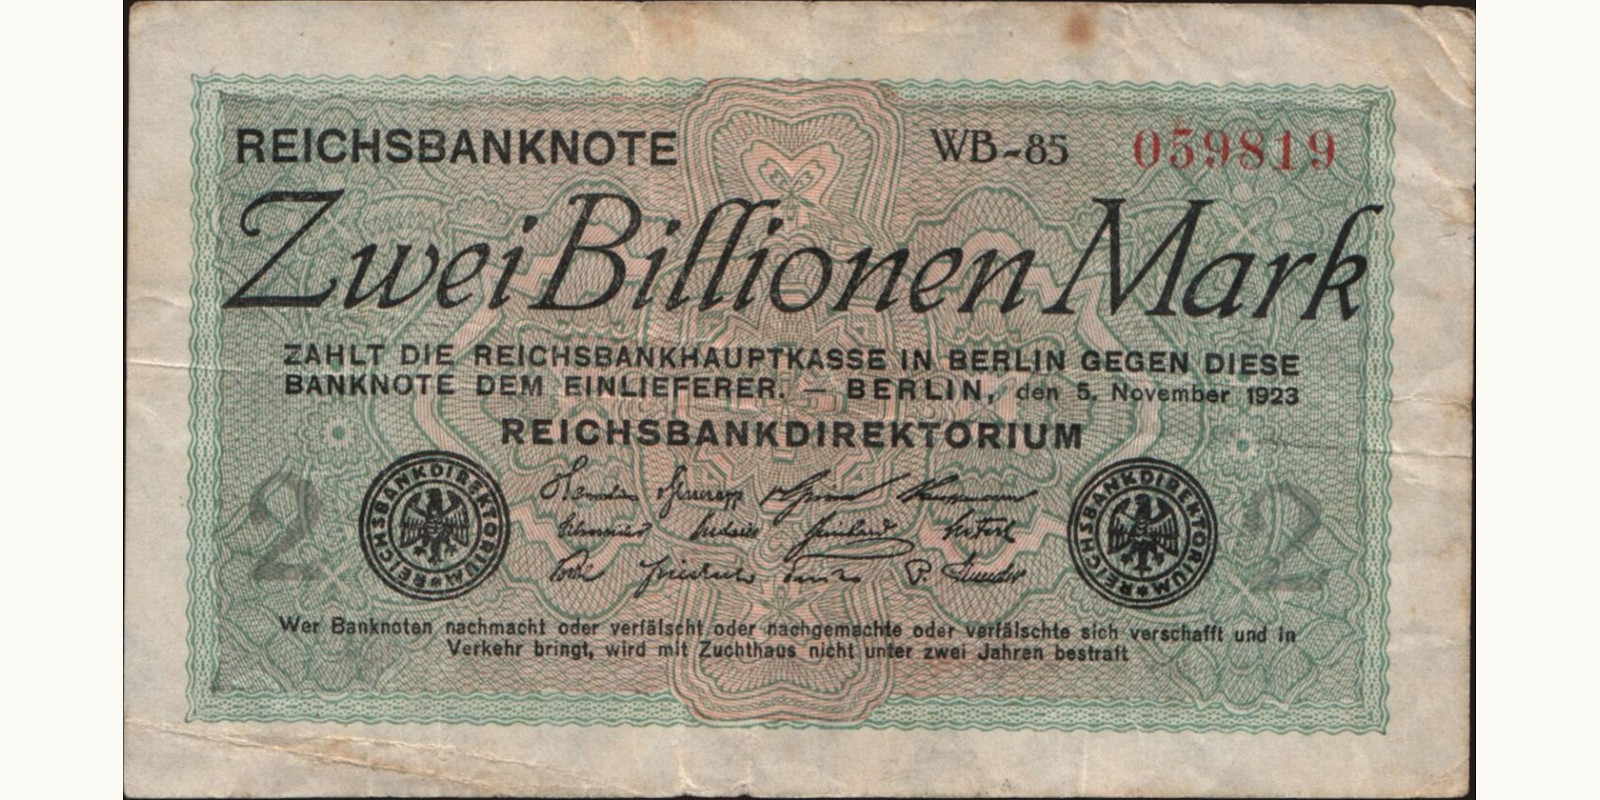 REICHSBANKNOTE WB-85 059819
Zwei Billionen Mark
ZAHLT DIE REICHSBANKHAUPTKASSE IN BERLIN GEGEN DIESE
BANKNOTE DEM EINLIEFERER. – BERLIN, den 5. November 1923
REICHSBANKDIREKTORIUM
2 REICHSBANKDIREKTORIUM REICHSBANKDIREKTORIUM 2
Wer Banknoten nachmacht oder verfälscht oder nachgemachte oder verfälschte sich verschafft und in
Verkehr bringt, wird mit Zuchthaus nicht unter zwei Jahren bestraft